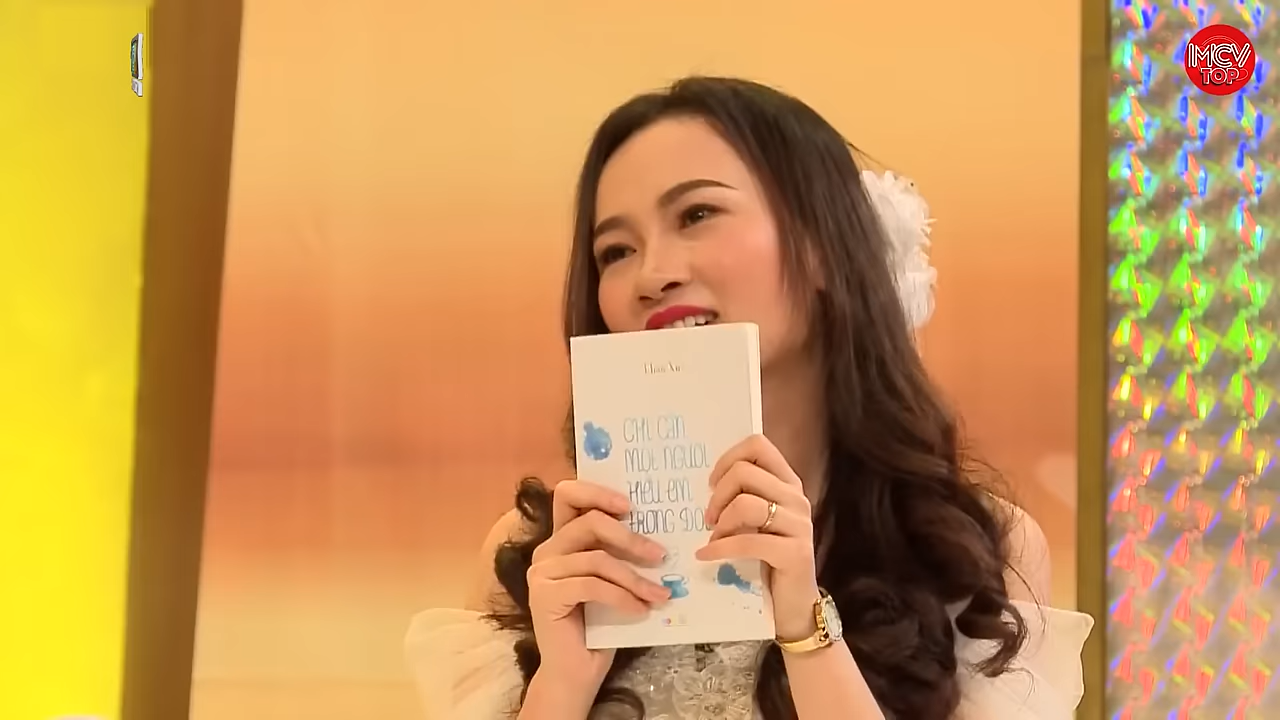 MCV
TOP
CHỈ CẦN
MỘT NGƯỜI
HIỂU EM
TRONG ĐỜI